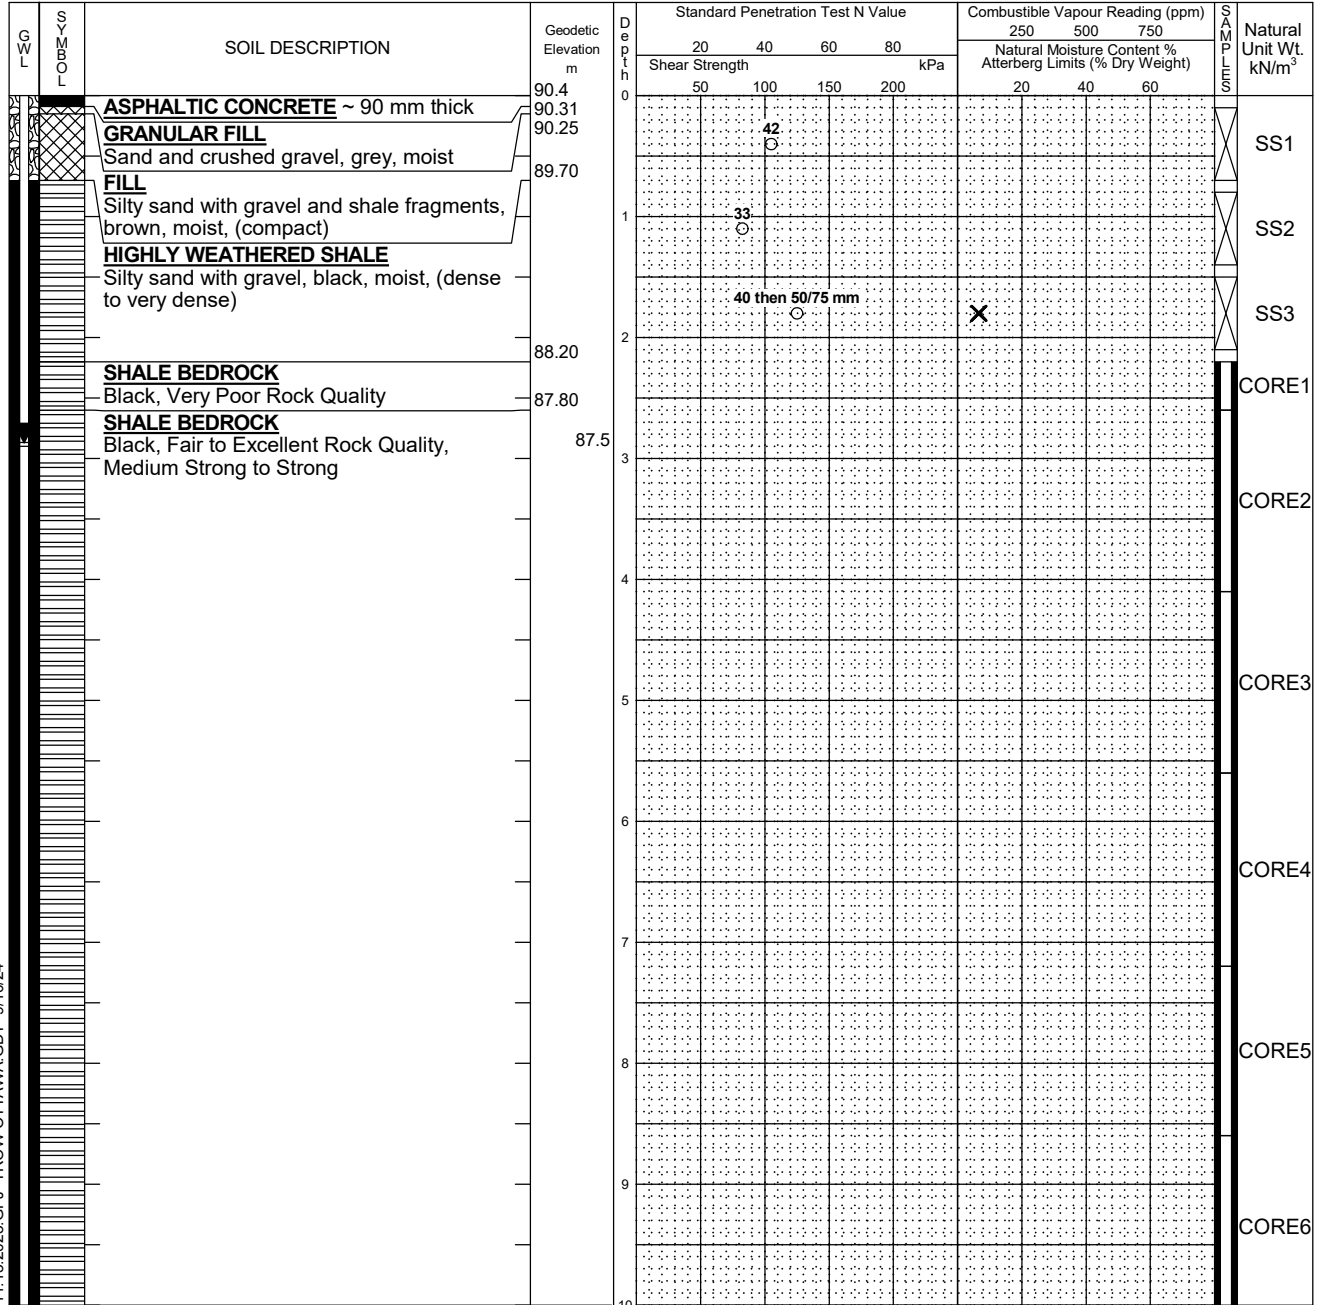 GWL
SYMBOL
SOIL DESCRIPTION
Geodetic
Elevation
m
Depth
Standard Penetration Test N Value
20 40 60 80
Shear Strength kPa
50 100 150 200
Combustible Vapour Reading (ppm)
250 500 750
Natural Moisture Content %
Atterberg Limits (% Dry Weight)
20 40 60
SAMPLES
Natural
Unit Wt.
kN/m³
90.4
0
ASPHALTIC CONCRETE ~ 90 mm thick
90.31
GRANULAR FILL
90.25
Sand and crushed gravel, grey, moist
42
SS1
89.70
FILL
Silty sand with gravel and shale fragments,
brown, moist, (compact)
1
33
SS2
HIGHLY WEATHERED SHALE
Silty sand with gravel, black, moist, (dense
to very dense)
40 then 50/75 mm
SS3
2
88.20
SHALE BEDROCK
Black, Very Poor Rock Quality
87.80
CORE1
SHALE BEDROCK
Black, Fair to Excellent Rock Quality,
Medium Strong to Strong
87.5
3
CORE2
4
5
CORE3
6
CORE4
7
8
CORE5
9
CORE6
10